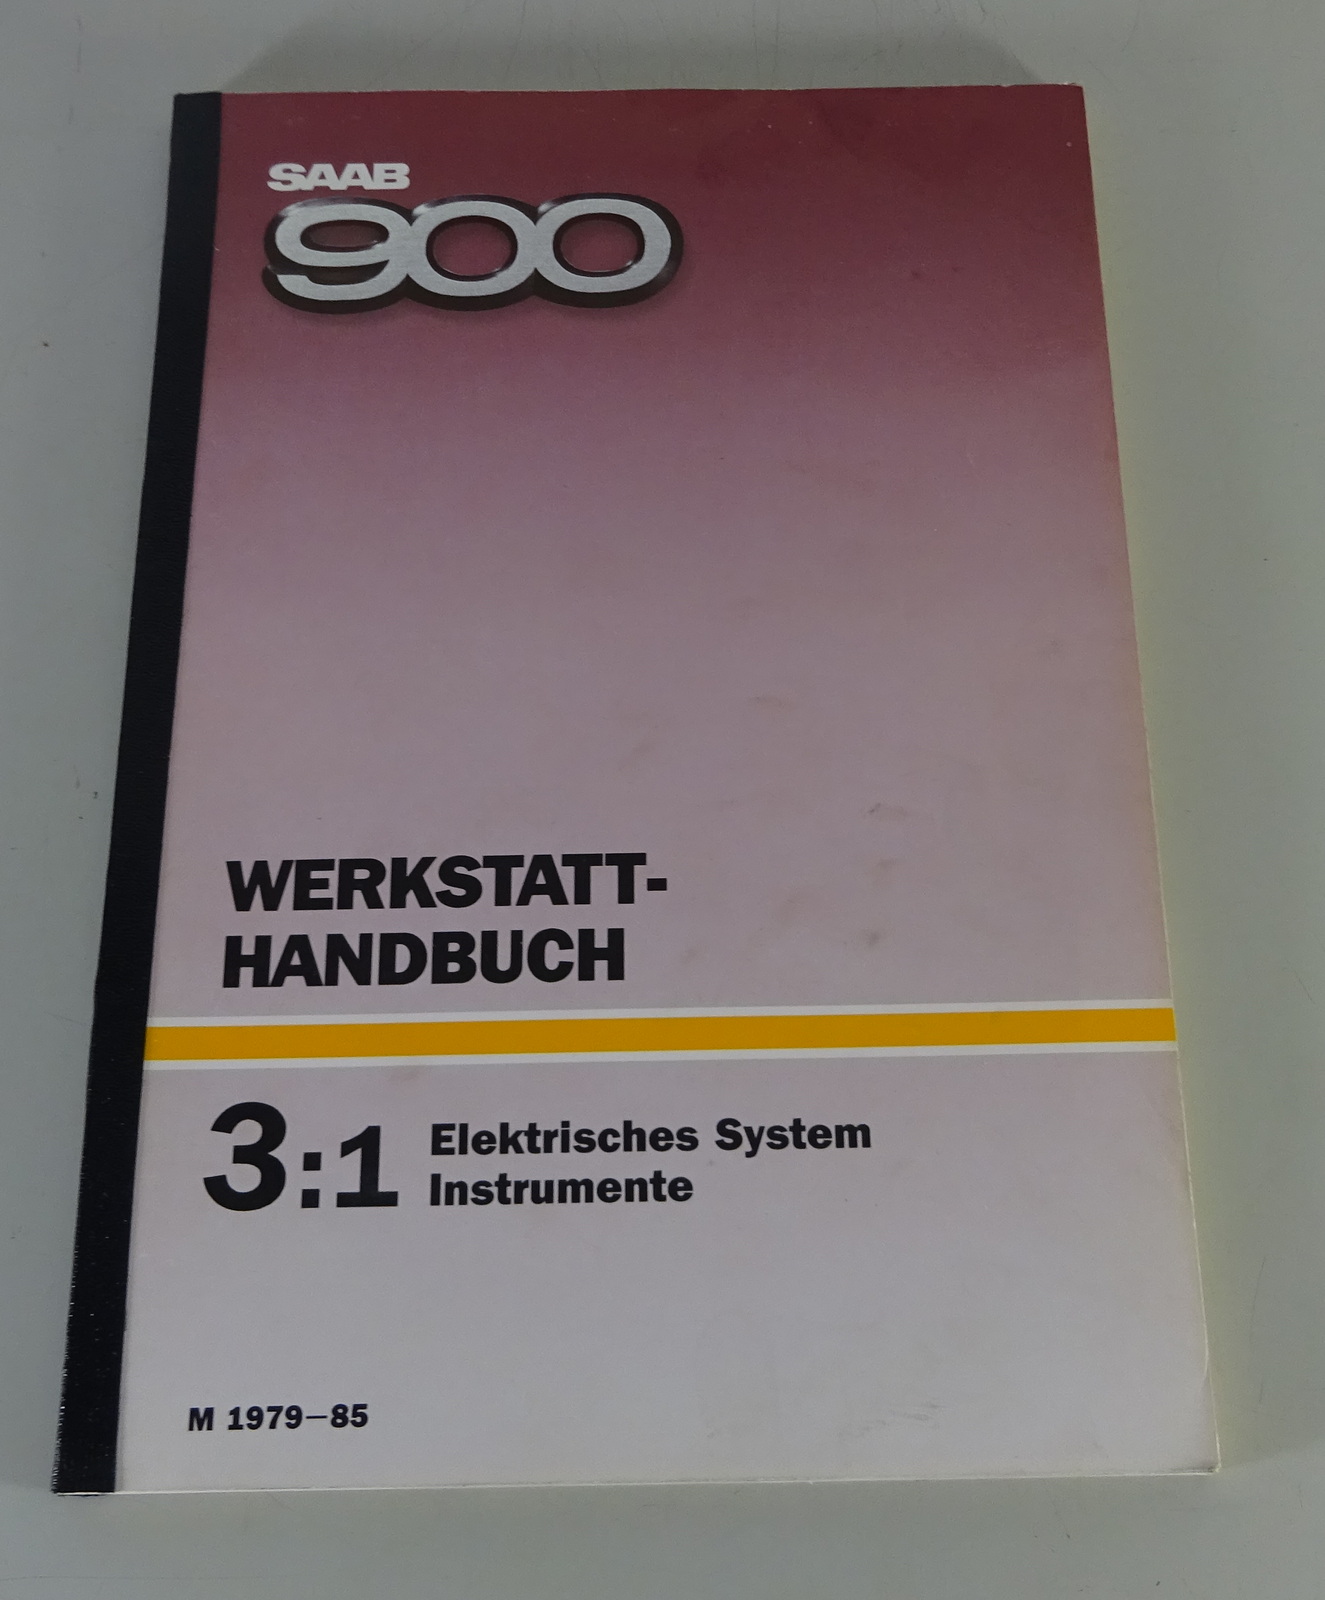 SAAB
900
WERKSTATT-
HANDBUCH
3:1 Elektrisches System
Instrumente
M 1979–85